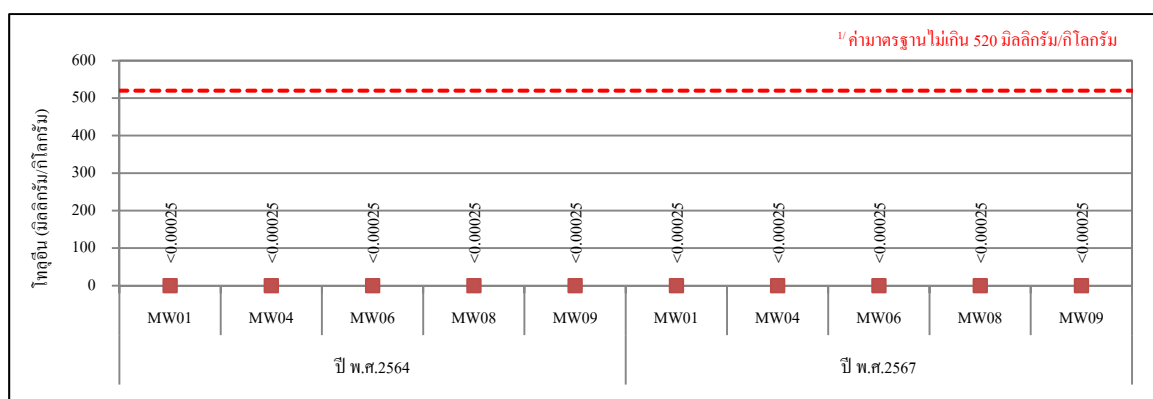 1/ ค่ามาตรฐานไม่เกิน 520 มิลลิกรัม/กิโลกรัม
โทลูอีน (มิลลิกรัม/กิโลกรัม)
600
500
400
300
200
100
0
<0.00025 <0.00025 <0.00025 <0.00025 <0.00025 <0.00025 <0.00025 <0.00025 <0.00025 <0.00025
MW01 MW04 MW06 MW08 MW09 MW01 MW04 MW06 MW08 MW09
ปี พ.ศ.2564 ปี พ.ศ.2567